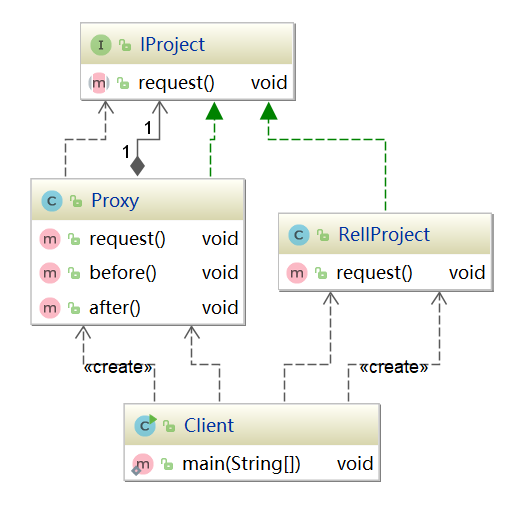 I IProject
m request() void
1
1
C Proxy
m request() void
m before() void
m after() void
C RellProject
m request() void
«create»
«create»
C Client
m main(String[]) void